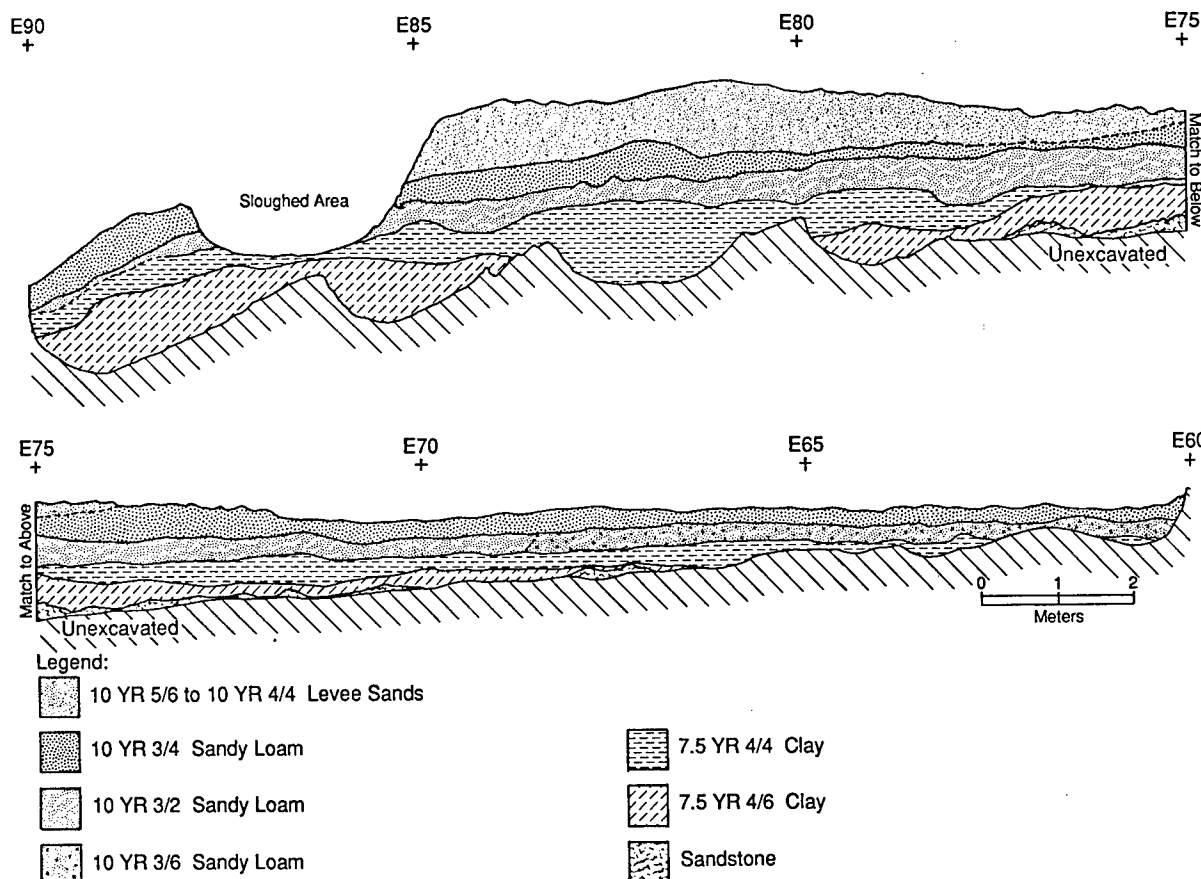 E90 E85 E80 E75
Sloughed Area
Match to Below
Unexcavated
E75 E70 E65 E60
Match to Above
Unexcavated
0 1 2
Meters
Legend:
10 YR 5/6 to 10 YR 4/4 Levee Sands
10 YR 3/4 Sandy Loam
10 YR 3/2 Sandy Loam
10 YR 3/6 Sandy Loam
7.5 YR 4/4 Clay
7.5 YR 4/6 Clay
Sandstone